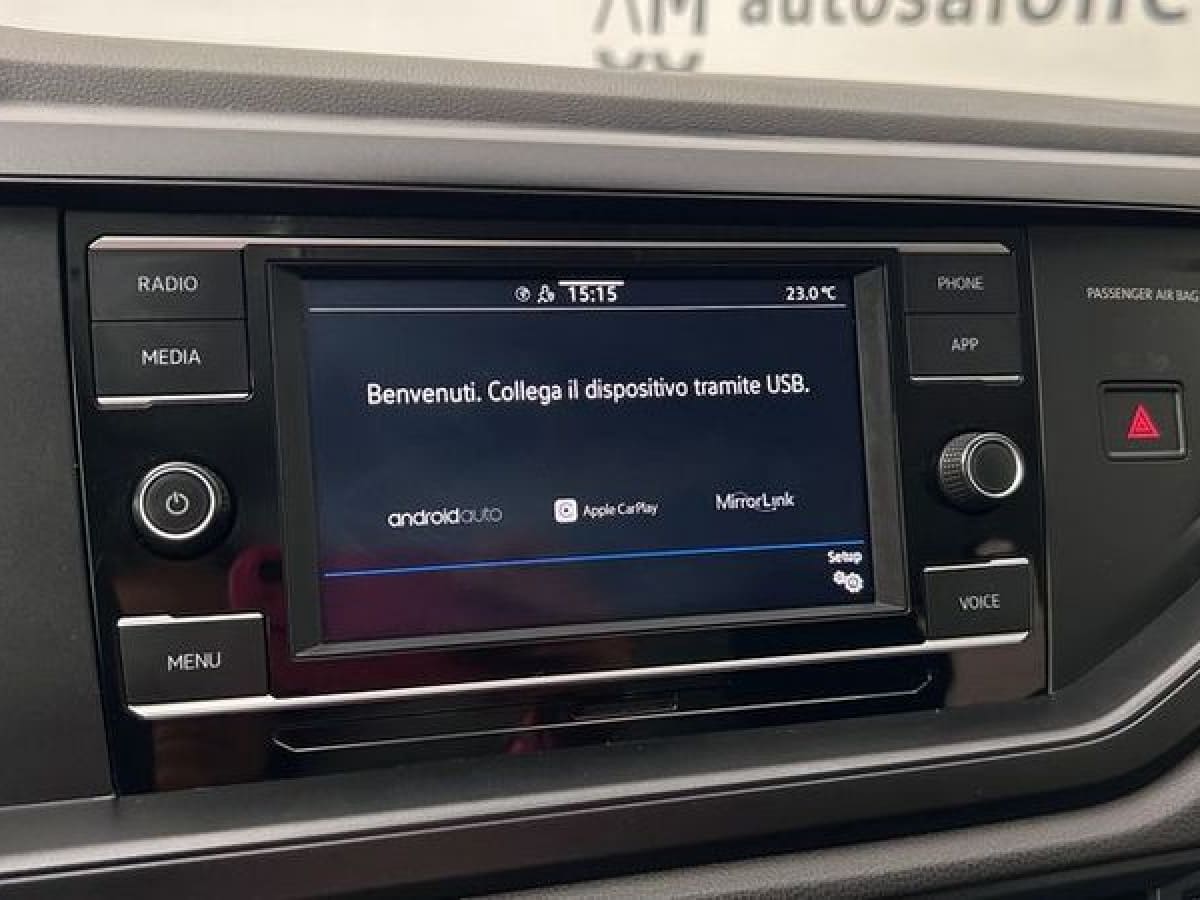 autosalone
RADIO
MEDIA
15:15
23.0°C
PHONE
APP
PASSENGER AIR BAG
Benvenuti. Collega il dispositivo tramite USB.
androidauto
Apple CarPlay
MirrorLink
Setup
MENU
VOICE